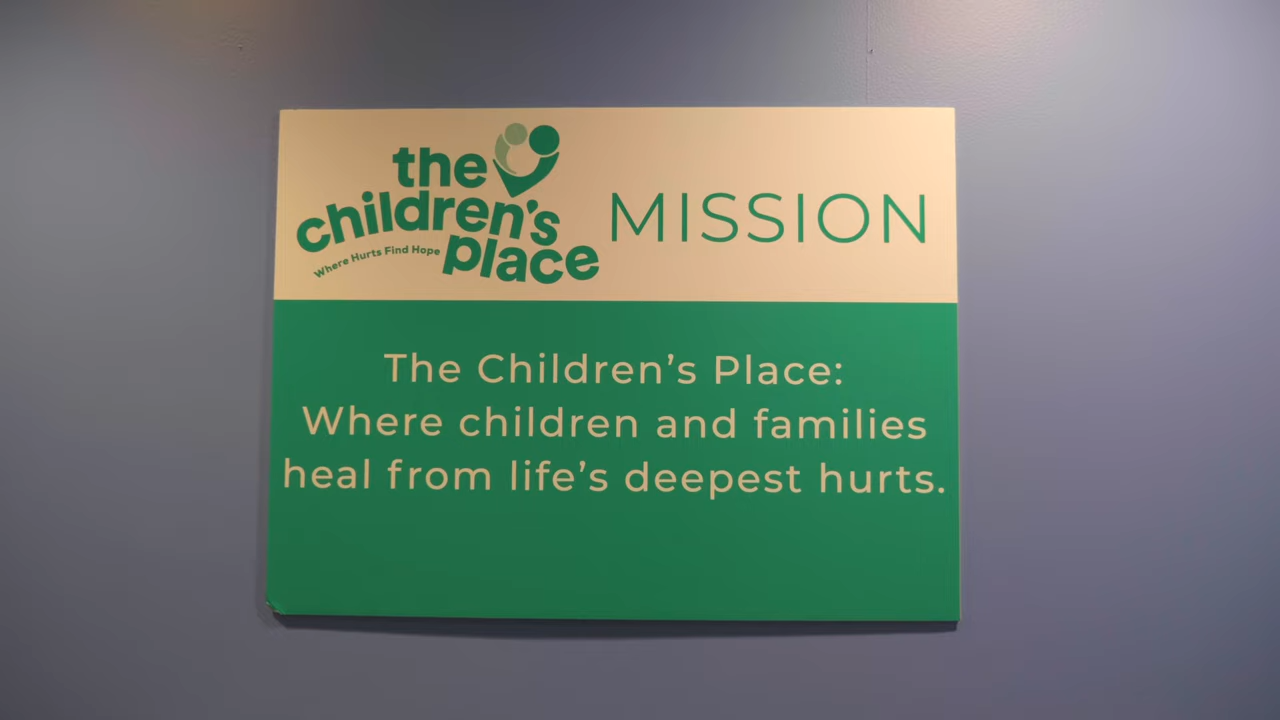 the
children's
place
Where Hurts Find Hope
MISSION
The Children's Place:
Where children and families
heal from life's deepest hurts.